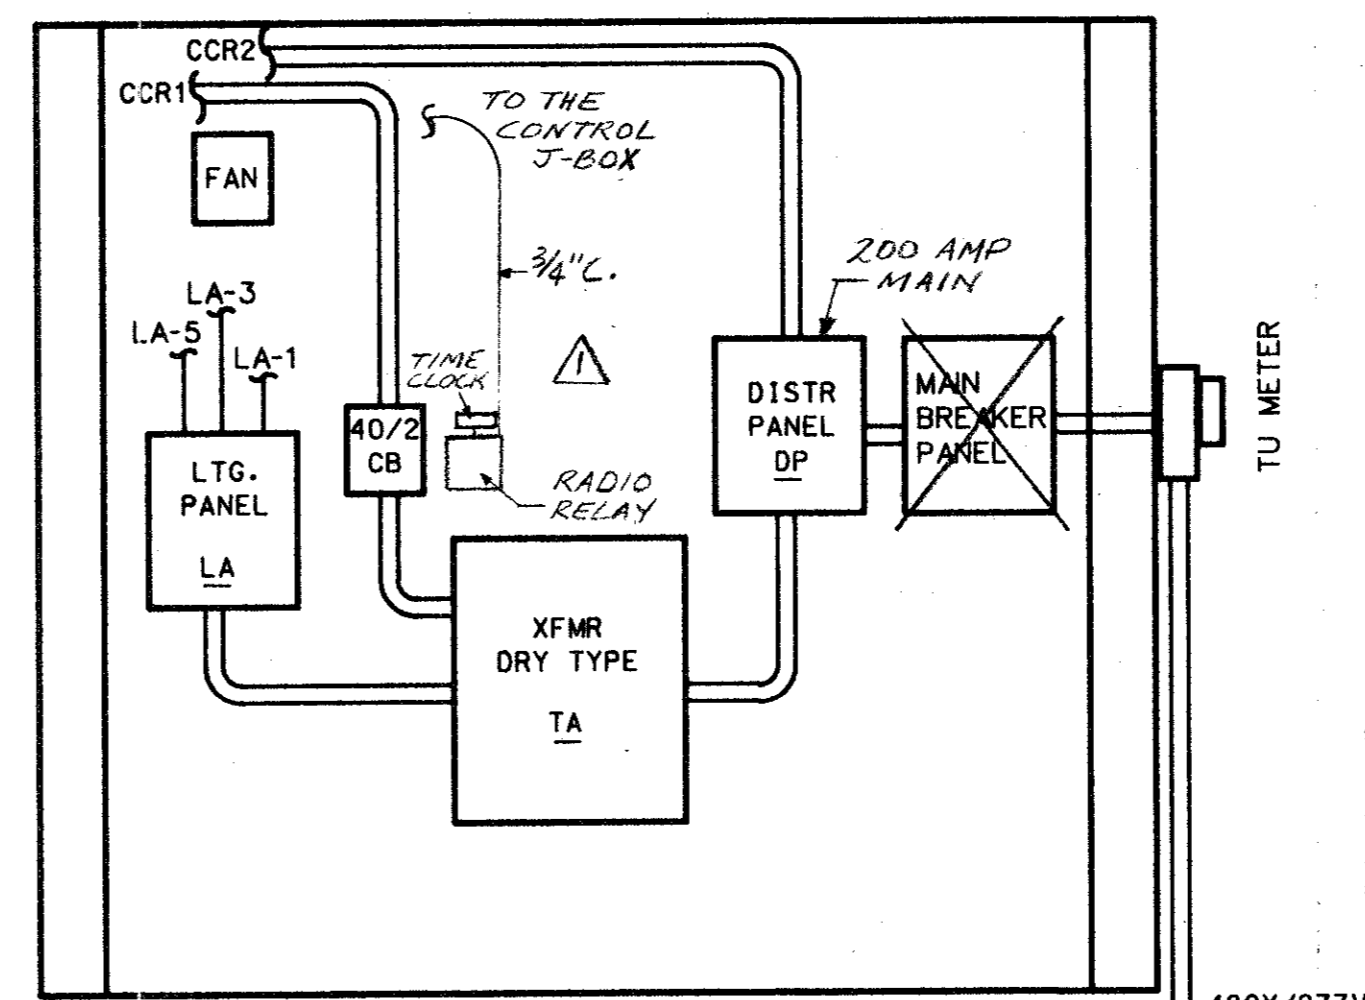 CCR2
CCR1
TO THE
CONTROL
J-BOX
FAN
3/4"C.
200 AMP
MAIN
LA-3
LA-5
LA-1
TIME
CLOCK
1
40/2
CB
DISTR
PANEL
DP
MAIN
BREAKER
PANEL
TU METER
LTG.
PANEL
LA
RADIO
RELAY
XFMR
DRY TYPE
TA